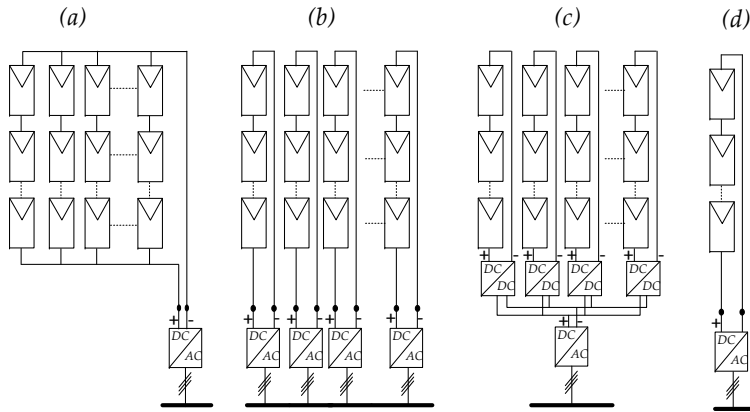 (a) (b) (c) (d)
+ - + - + - + - + -
DC DC DC DC
DC DC DC DC
+ - + - + - + - + - + - + -
DC DC DC DC DC DC DC
AC AC AC AC AC AC AC